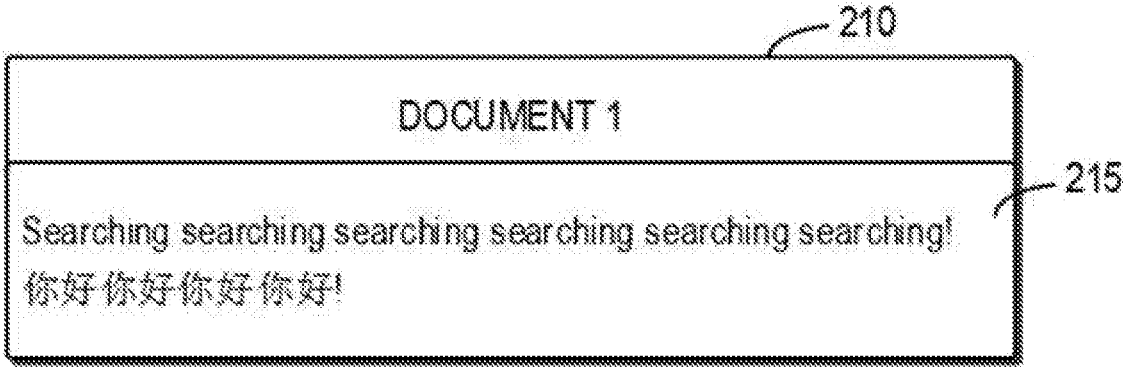 210
DOCUMENT 1
215
Searching searching searching searching searching searching!
你好你好你好你好!